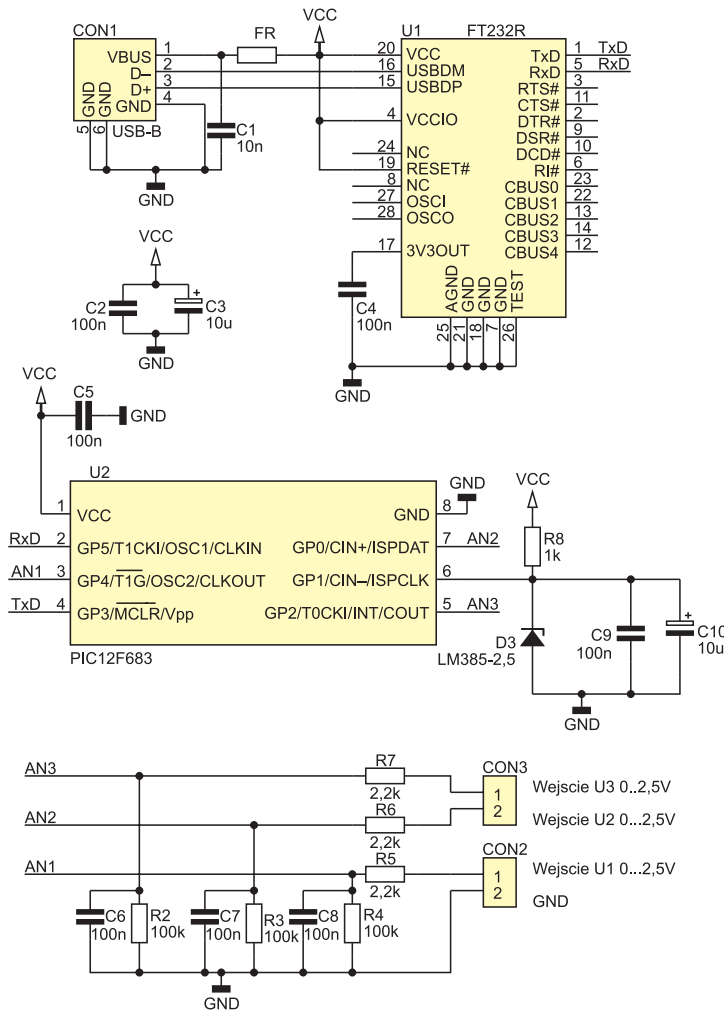 CON1
VBUS
D–
D+
GND
GND
GND
1
2
3
4
5
6
USB-B
FR
VCC
C1
10n
GND
U1
FT232R
20
VCC
16
USBDM
15
USBDP
4
VCCIO
24
NC
19
RESET#
8
NC
27
OSCI
28
OSCO
17
3V3OUT
TxD
1
TxD
RxD
5
RxD
RTS#
3
CTS#
11
DTR#
2
DSR#
9
DCD#
10
RI#
6
CBUS0
23
CBUS1
22
CBUS2
13
CBUS3
14
CBUS4
12
AGND
GND
GND
GND
TEST
25
21
18
7
26
C4
100n
GND
VCC
C2
100n
+
C3
10u
GND
VCC
C5
100n
GND
U2
1
VCC
RxD
2
GP5/T1CKI/OSC1/CLKIN
AN1
3
GP4/T1G/OSC2/CLKOUT
TxD
4
GP3/MCLR/Vpp
GND
8
GND
GP0/CIN+/ISPDAT
7
AN2
GP1/CIN–/ISPCLK
6
GP2/T0CKI/INT/COUT
5
AN3
PIC12F683
VCC
R8
1k
D3
LM385-2,5
C9
100n
+
C10
10u
GND
AN3
R7
2,2k
AN2
R6
2,2k
AN1
R5
2,2k
CON3
1
2
Wejscie U3 0..2,5V
Wejscie U2 0...2,5V
CON2
1
2
Wejscie U1 0...2,5V
GND
C6
100n
R2
100k
C7
100n
R3
100k
C8
100n
R4
100k
GND